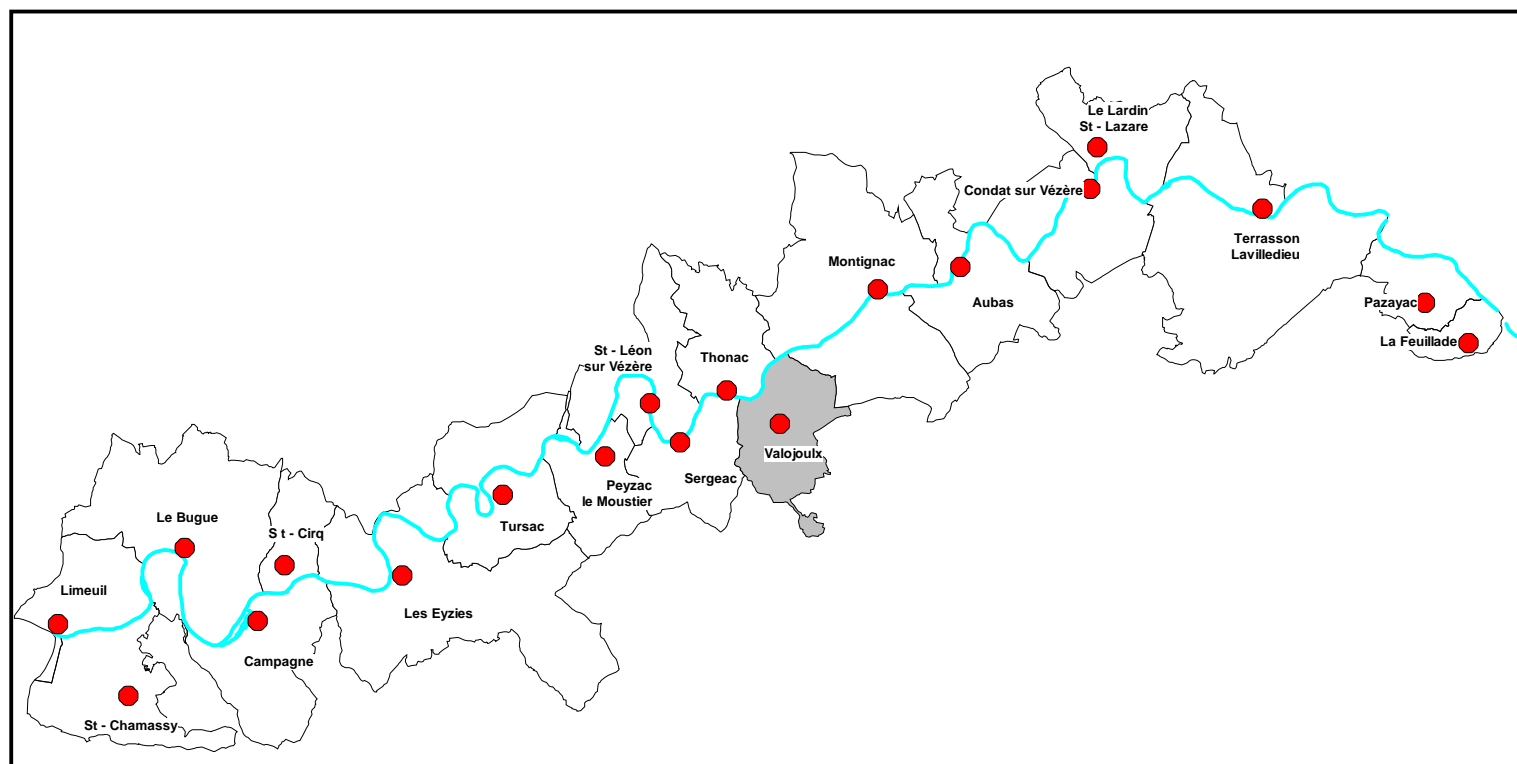 Le Lardin
St - Lazare
Condat sur Vézère
Terrasson
Lavilledieu
Montignac
Aubas
Pazayac
La Feuillade
St - Léon
sur Vézère
Thonac
Valojoulx
Sergeac
Peyzac
le Moustier
Tursac
Le Bugue
S t - Cirq
Limeuil
Les Eyzies
Campagne
St - Chamassy